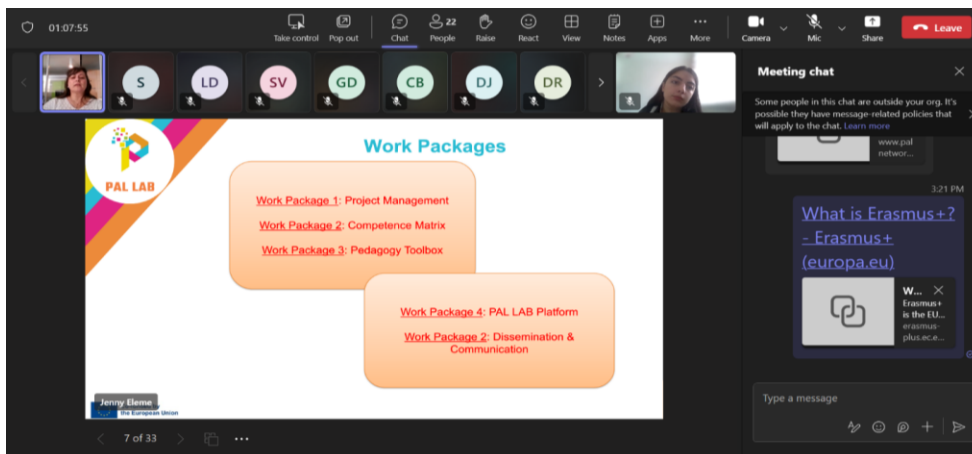 01:07:55
Take control
Pop out
Chat
22
People
Raise
React
View
Notes
Apps
More
Camera
Mic
Share
Leave
S
LD
SV
GD
CB
DJ
DR
PAL LAB
Work Packages
Work Package 1: Project Management
Work Package 2: Competence Matrix
Work Package 3: Pedagogy Toolbox
Work Package 4: PAL LAB Platform
Work Package 2: Dissemination &
Communication
Jenny Eleme
the European Union
7 of 33
Meeting chat
Some people in this chat are outside your org. It's
possible they have message-related policies that
will apply to the chat. Learn more
www.pal
networ...
3:21 PM
What is Erasmus+?
- Erasmus+
(europa.eu)
W...
Erasmus+
is the EU...
erasmus-
plus.ec.e...
Type a message